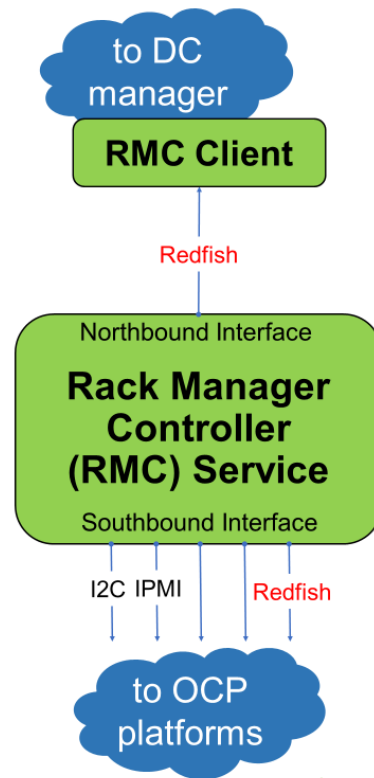 to DC
manager
RMC Client
Redfish
Northbound Interface
Rack Manager
Controller
(RMC) Service
Southbound Interface
I2C IPMI Redfish
to OCP
platforms